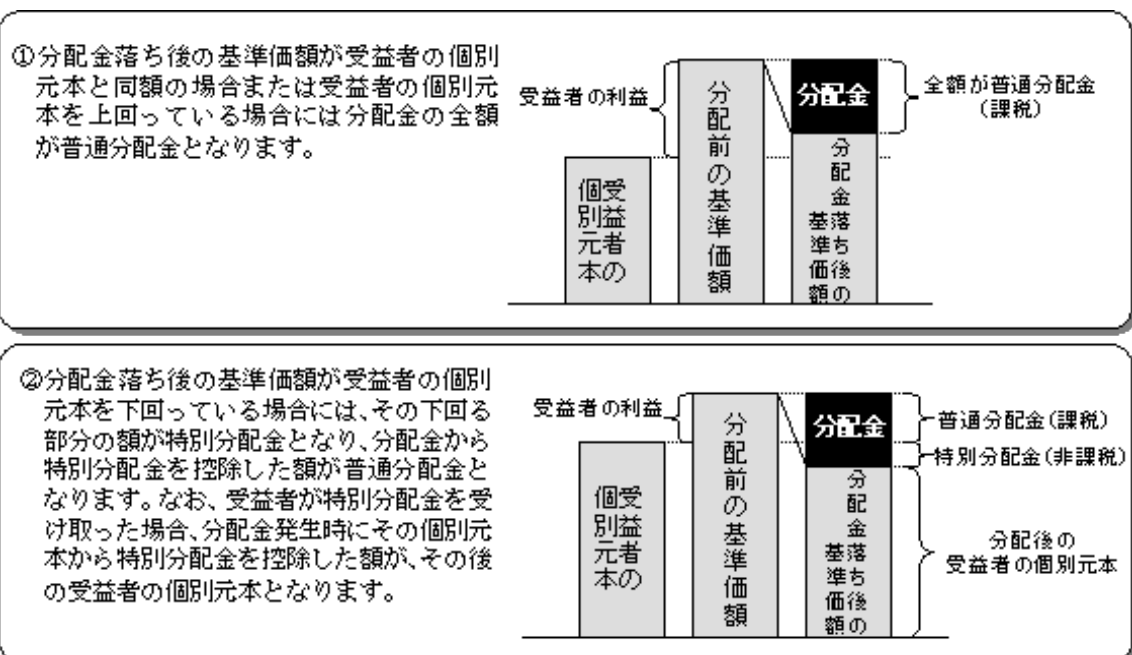 ①分配金落ち後の基準価額が受益者の個別
元本と同額の場合または受益者の個別元
本を上回っている場合には分配金の全額
が普通分配金となります。
受益者の利益
受益者の
個別元本
分配前の基準価額
分配金
分配金落ち後の
基準価額
全額が普通分配金
(課税)
②分配金落ち後の基準価額が受益者の個別
元本を下回っている場合には、その下回る
部分の額が特別分配金となり、分配金から
特別分配金を控除した額が普通分配金と
なります。なお、受益者が特別分配金を受
け取った場合、分配金発生時にその個別元
本から特別分配金を控除した額が、その後
の受益者の個別元本となります。
受益者の利益
受益者の
個別元本
分配前の基準価額
分配金
分配金落ち後の
基準価額
普通分配金(課税)
特別分配金(非課税)
分配後の
受益者の個別元本